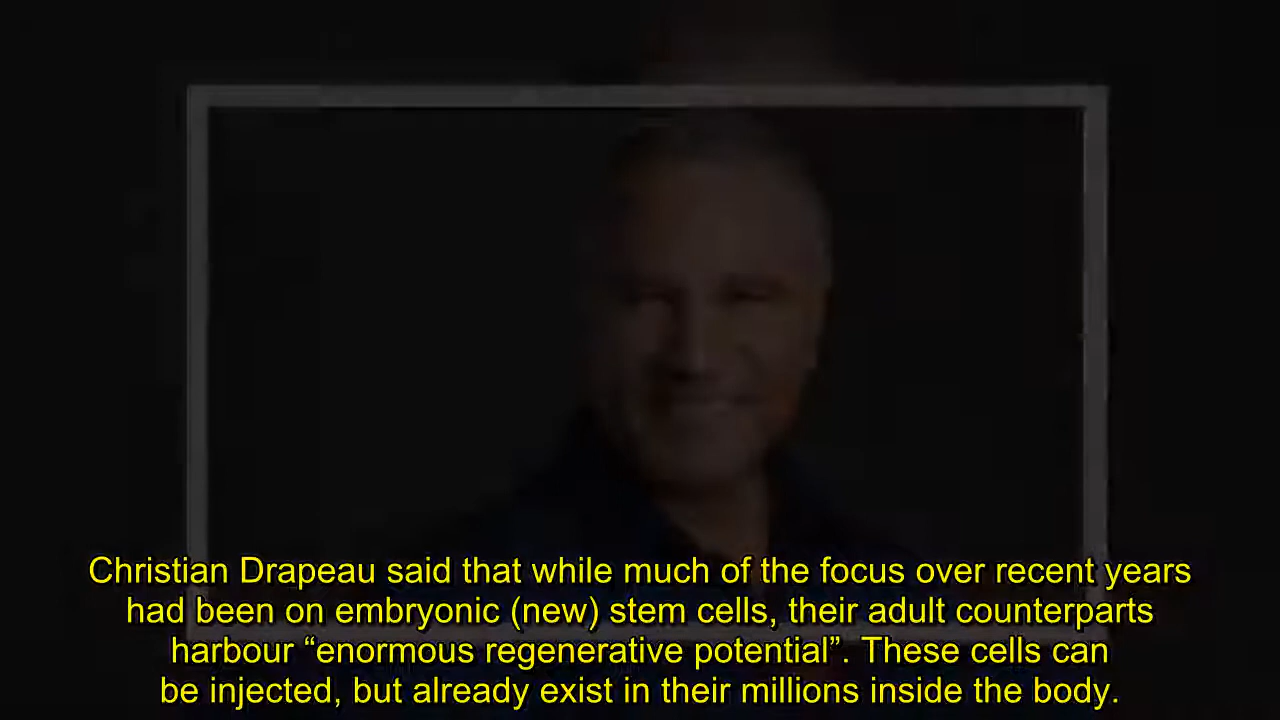 Christian Drapeau said that while much of the focus over recent years
had been on embryonic (new) stem cells, their adult counterparts
harbour “enormous regenerative potential”. These cells can
be injected, but already exist in their millions inside the body.